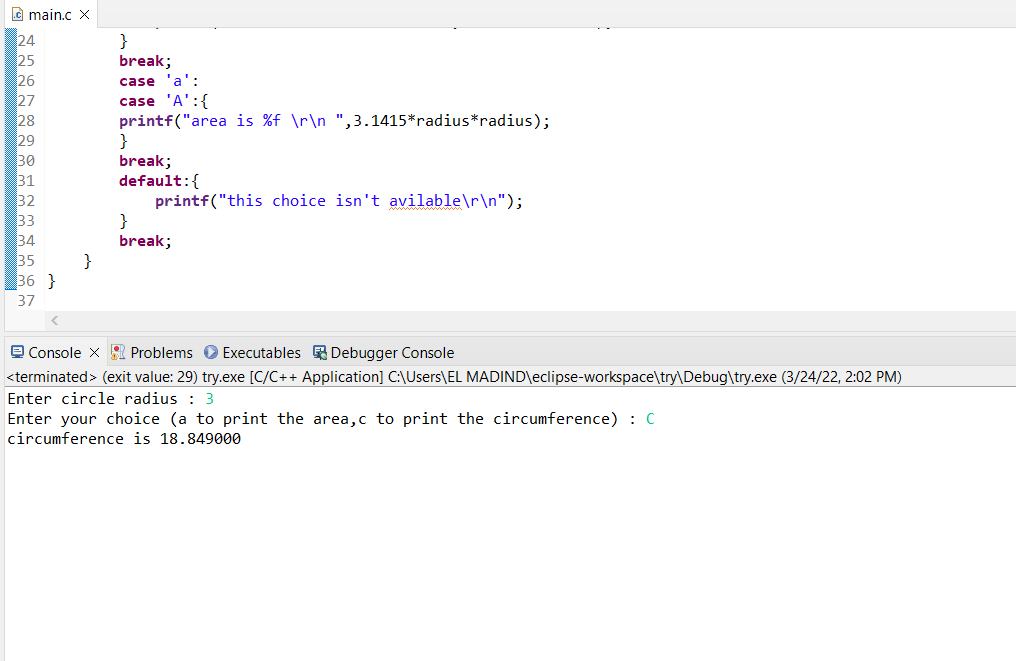 main.c
24 }
25 break;
26 case 'a':
27 case 'A':{
28 printf("area is %f \r\n ",3.1415*radius*radius);
29 }
30 break;
31 default:{
32 printf("this choice isn't avilable\r\n");
33 }
34 break;
35 }
36 }
37
Console Problems Executables Debugger Console
<terminated> (exit value: 29) try.exe [C/C++ Application] C:\Users\EL MADIND\eclipse-workspace\try\Debug\try.exe (3/24/22, 2:02 PM)
Enter circle radius : 3
Enter your choice (a to print the area,c to print the circumference) : C
circumference is 18.849000